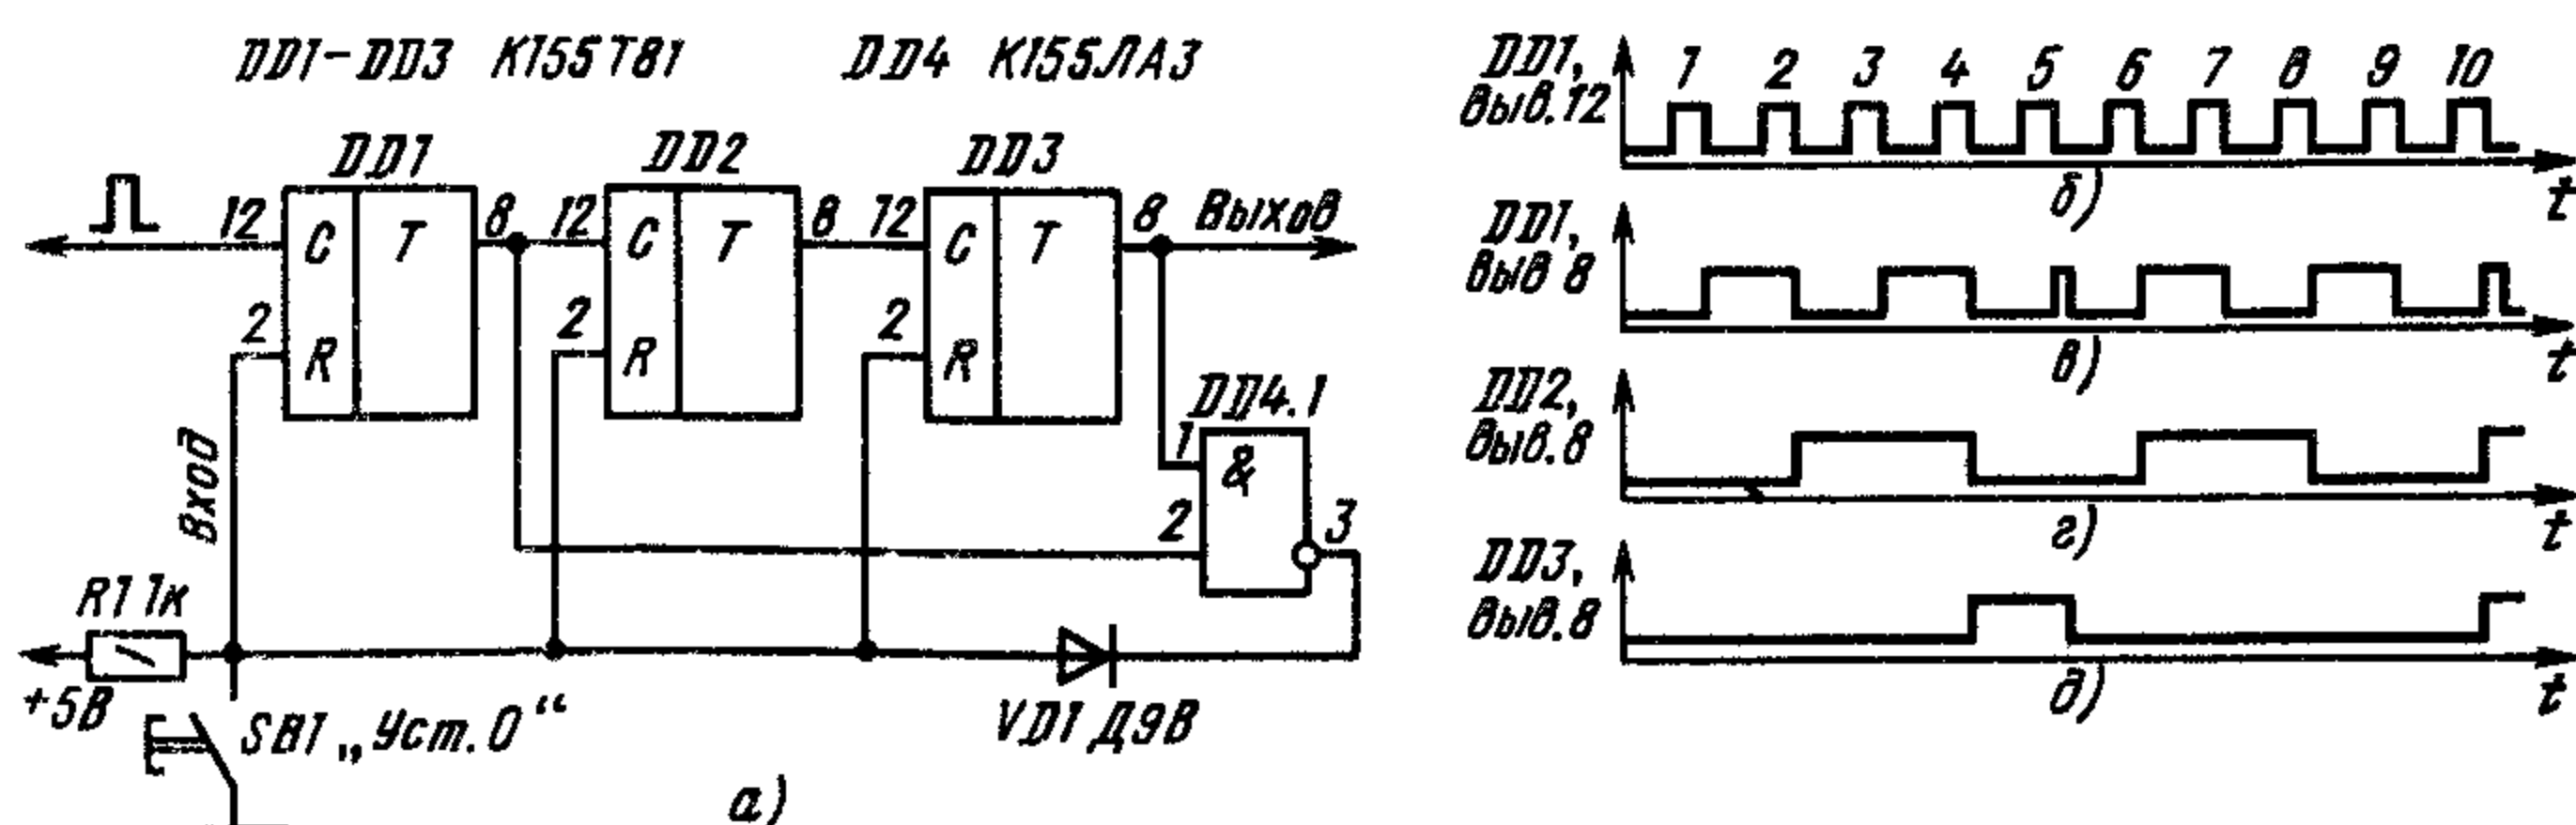 DD1-DD3 К155ТВ1
DD4 К155ЛА3
DD1
12
C
T
8
2
R
DD2
12
C
T
8
2
R
DD3
12
C
T
8
2
R
Выход
DD4.1
1
&
2
3
Вход
R1 1к
+5В
SB1 „Уст. 0“
VD1 Д9В
а)
DD1,
выв.12
1 2 3 4 5 6 7 8 9 10
t
б)
DD1,
выв 8
t
в)
DD2,
выв.8
t
г)
DD3,
выв.8
t
д)